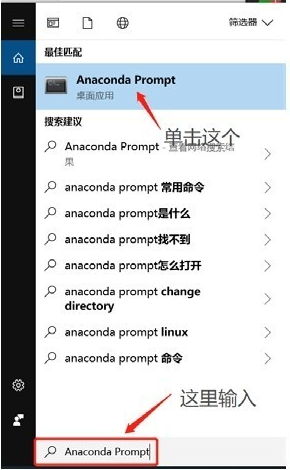 筛选器
最佳匹配
Anaconda Prompt
桌面应用
单击这个
搜索建议
Anaconda Prompt - 查看网络搜索结
果
anaconda prompt 常用命令
anaconda prompt是什么
anaconda prompt找不到
anaconda prompt怎么打开
anaconda prompt change
directory
anaconda prompt linux
anaconda prompt 命令
这里输入
Anaconda Prompt